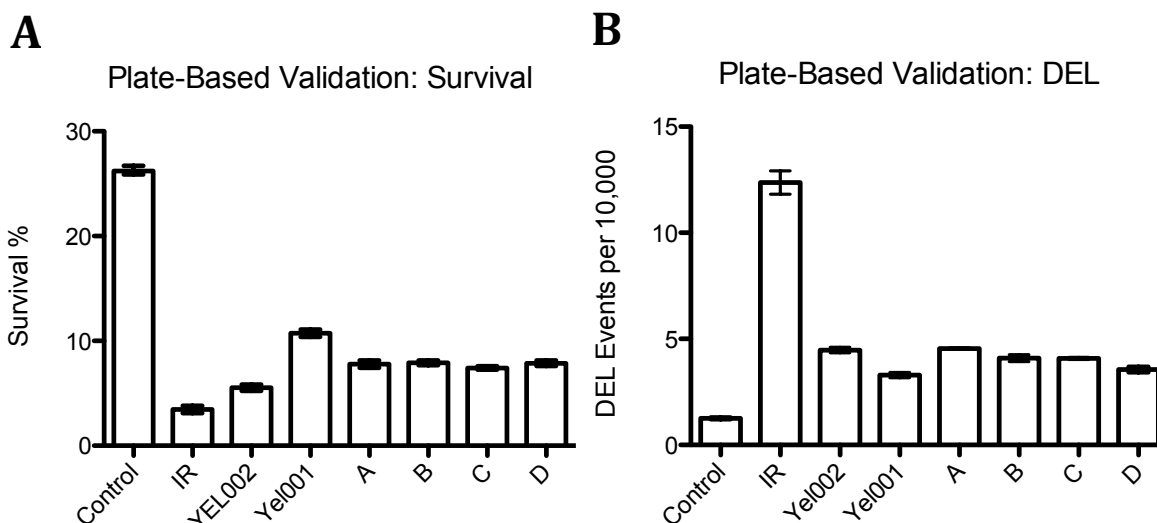 A
Plate-Based Validation: Survival
Survival %
30
20
10
0
Control
IR
YEL002
Yel001
A
B
C
D
B
Plate-Based Validation: DEL
DEL Events per 10,000
15
10
5
0
Control
IR
Yel002
Yel001
A
B
C
D